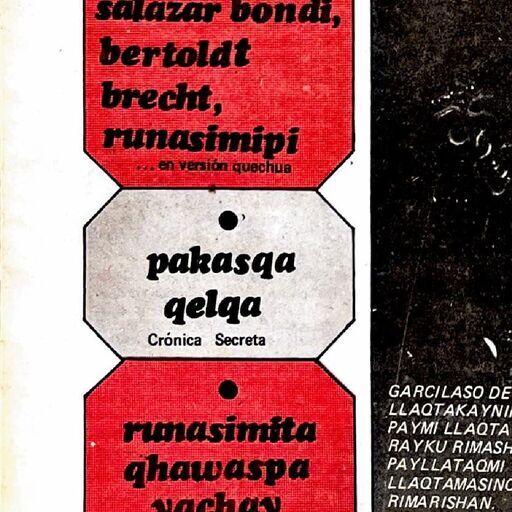 salazar bondi,
bertoldt
brecht,
runasimipi
... en versión quechua
pakasqa
qelqa
Crónica Secreta
runasimita
qhawaspa
yachay
GARCILASO DE
LLAQTAKAYNI
PAYMI LLAQTA
RAYKU RIMASH
PAYLLATAQMI
LLAQTAMASINC
RIMARISHAN.